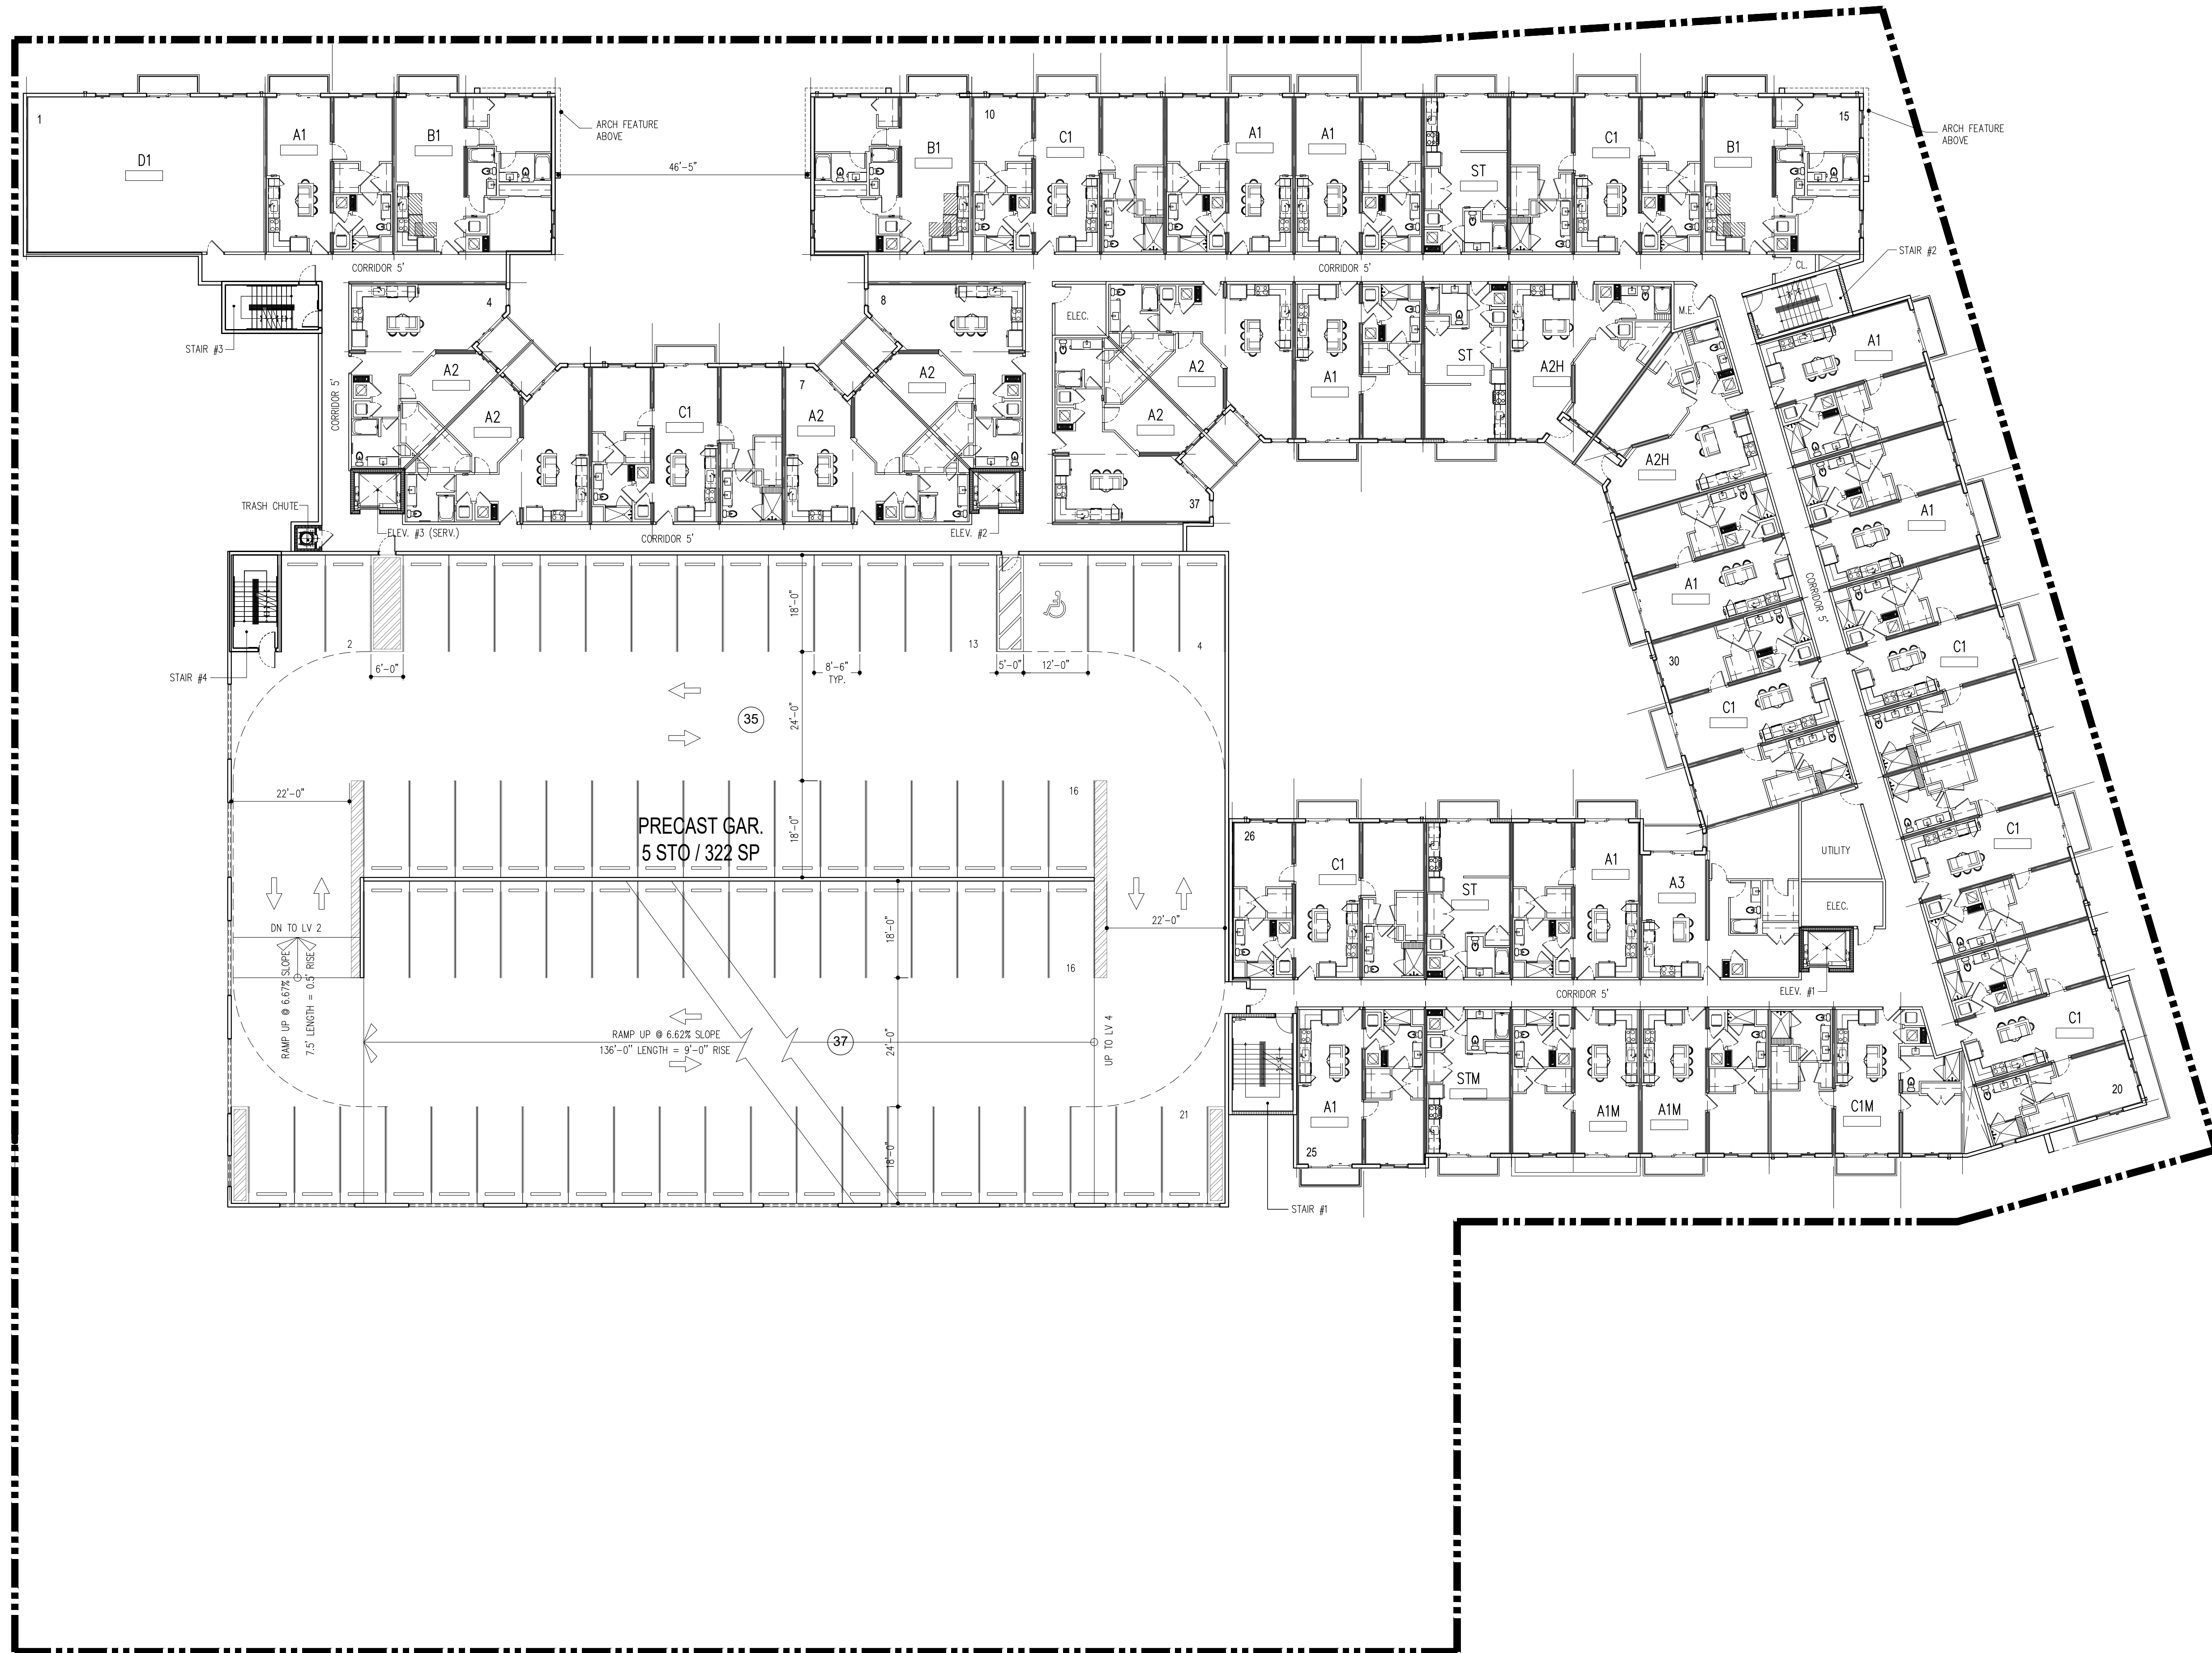 1
D1
A1
B1
ARCH FEATURE
ABOVE
46'-5"
B1
10
C1
A1
A1
ST
C1
B1
15
ARCH FEATURE
ABOVE
CORRIDOR 5'
CORRIDOR 5'
CL.
STAIR #2
STAIR #3
4
8
ELEC.
M.E.
A1
CORRIDOR 5'
A2
A2
7
A2
A2
C1
A2
A2
A1
ST
A2H
A2H
A1
37
TRASH CHUTE
ELEV. #3 (SERV.)
CORRIDOR 5'
ELEV. #2
A1
CORRIDOR 5'
C1
30
C1
18'-0"
2
13
4
6'-0"
8'-6"
TYP.
5'-0"
12'-0"
STAIR #4
35
24'-0"
22'-0"
16
PRECAST GAR.
5 STO / 322 SP
18'-0"
26
C1
ST
A1
A3
UTILITY
ELEC.
C1
22'-0"
18'-0"
DN TO LV 2
RAMP UP @ 6.67% SLOPE
7.5' LENGTH = 0.5' RISE
16
ELEV. #1
CORRIDOR 5'
RAMP UP @ 6.62% SLOPE
136'-0" LENGTH = 9'-0" RISE
37
24'-0"
UP TO LV 4
C1
20
A1
25
STM
A1M
A1M
C1M
21
18'-0"
STAIR #1